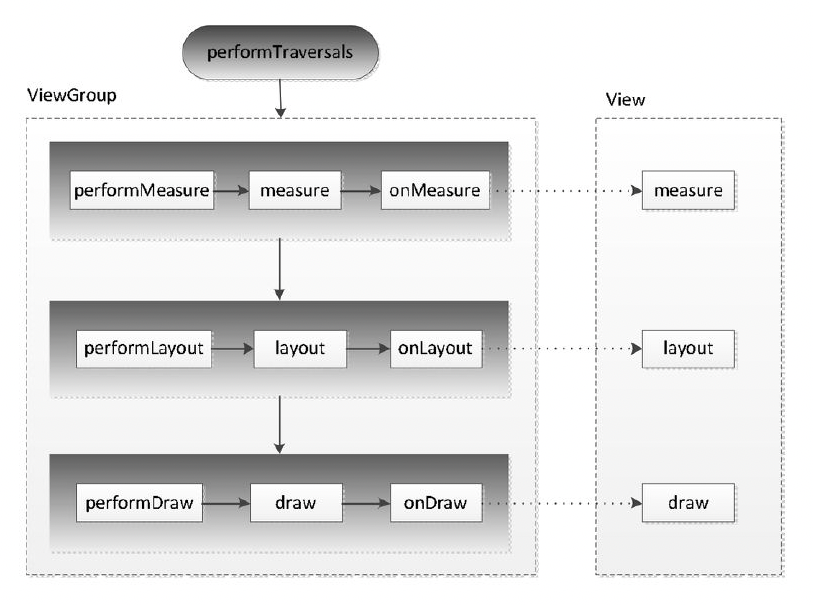 performTraversals
ViewGroup
View
performMeasure
measure
onMeasure
measure
performLayout
layout
onLayout
layout
performDraw
draw
onDraw
draw